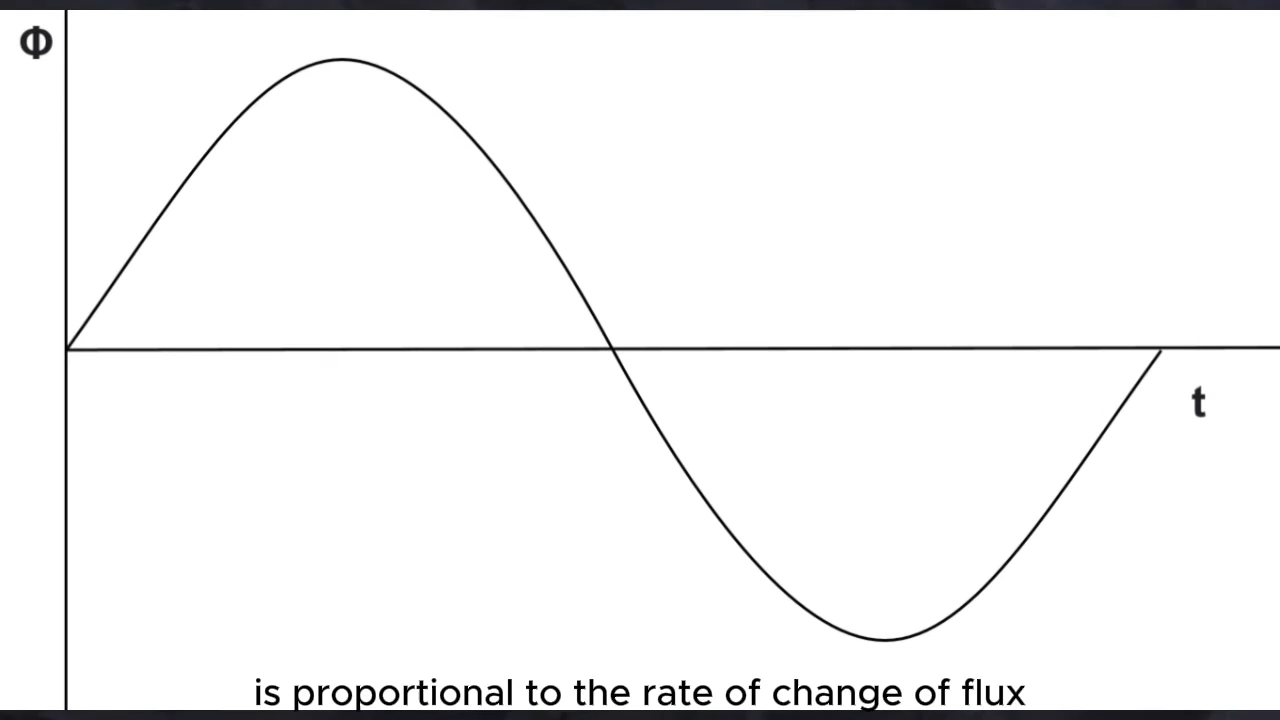 Φ
t
is proportional to the rate of change of flux